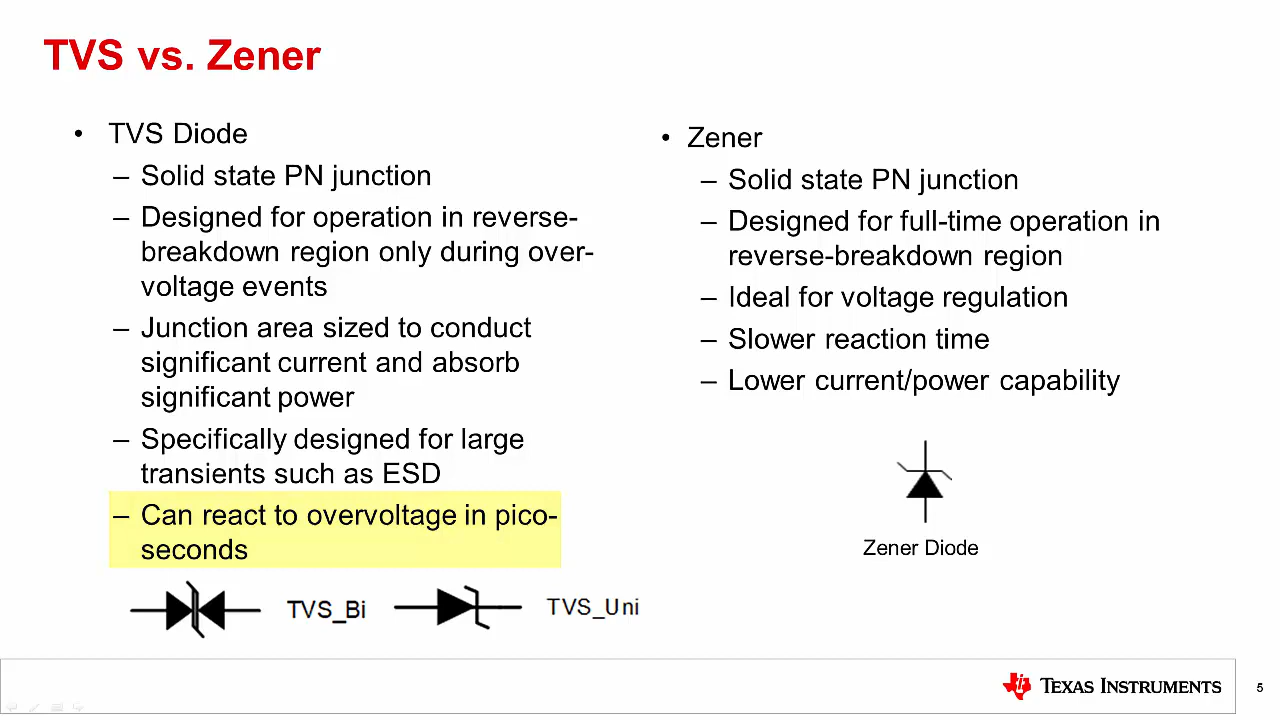 TVS vs. Zener
• TVS Diode
– Solid state PN junction
– Designed for operation in reverse-
breakdown region only during over-
voltage events
– Junction area sized to conduct
significant current and absorb
significant power
– Specifically designed for large
transients such as ESD
– Can react to overvoltage in pico-
seconds
TVS_Bi
TVS_Uni
• Zener
– Solid state PN junction
– Designed for full-time operation in
reverse-breakdown region
– Ideal for voltage regulation
– Slower reaction time
– Lower current/power capability
Zener Diode
TEXAS INSTRUMENTS
5